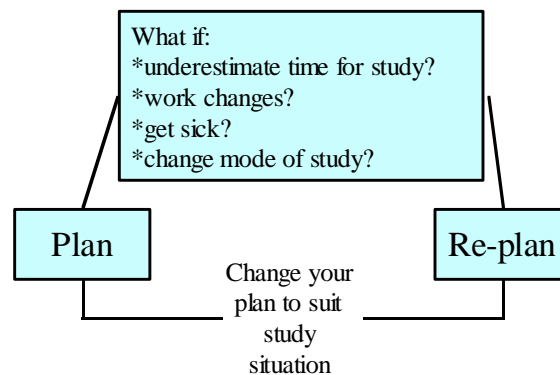 What if:
*underestimate time for study?
*work changes?
*get sick?
*change mode of study?
Plan
Re-plan
Change your
plan to suit
study
situation